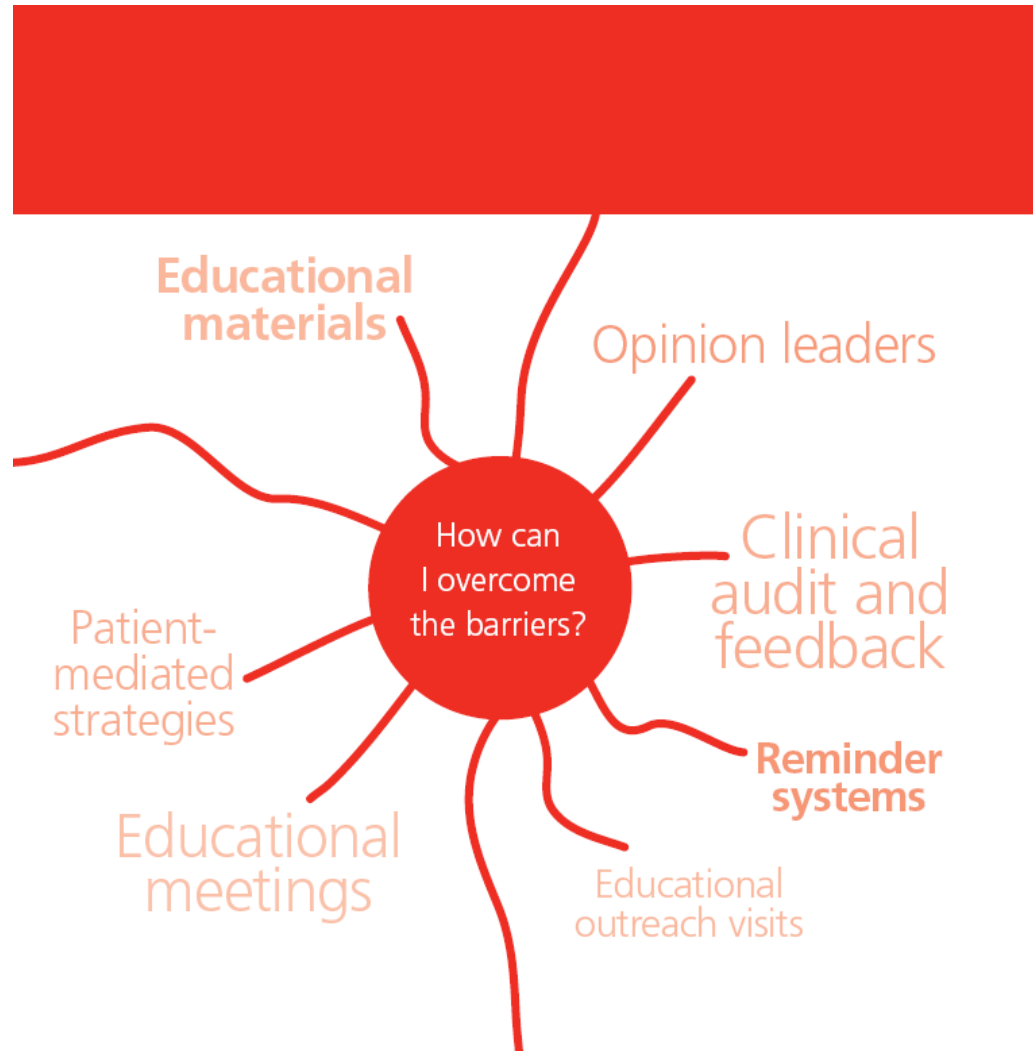 Educational
materials
Opinion leaders
How can
I overcome
the barriers?
Clinical
audit and
feedback
Patient-
mediated
strategies
Reminder
systems
Educational
meetings
Educational
outreach visits